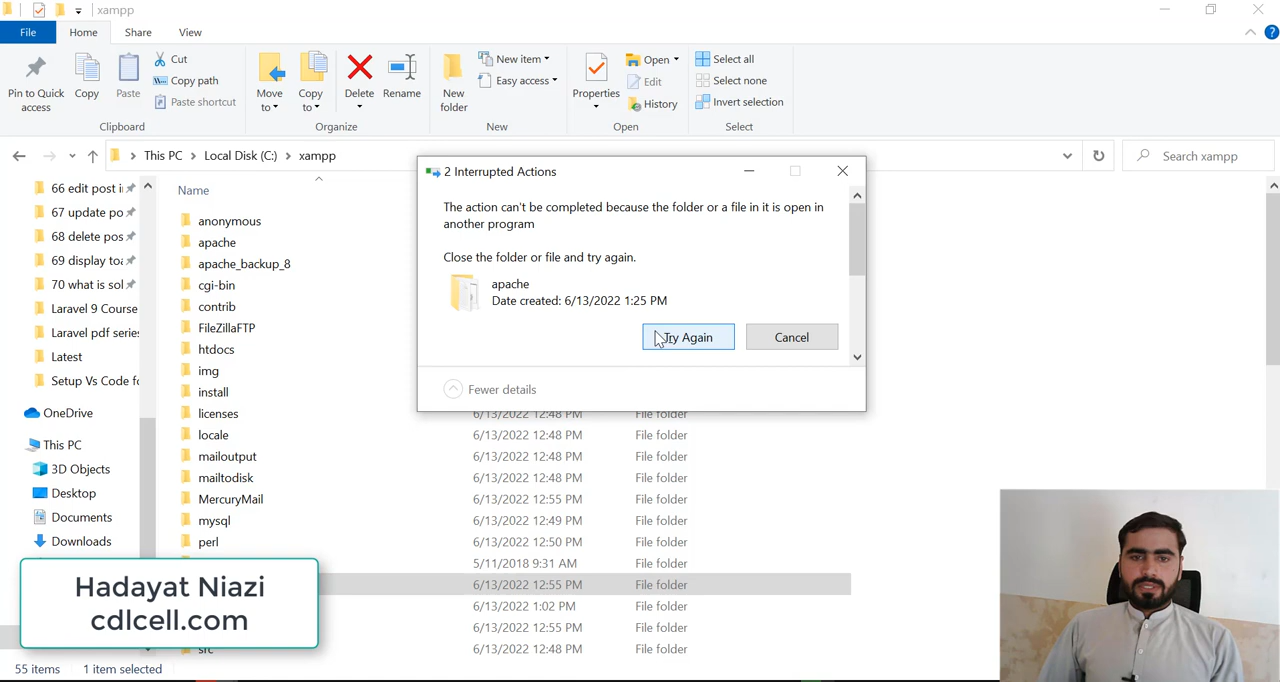 xampp
File
Home
Share
View
Pin to Quick
access
Copy
Paste
Cut
Copy path
Paste shortcut
Clipboard
Move
to
Copy
to
Delete
Rename
Organize
New
folder
New item
Easy access
New
Properties
Open
Edit
History
Open
Select all
Select none
Invert selection
Select
This PC
Local Disk (C:)
xampp
Search xampp
66 edit post i
67 update po
68 delete pos
69 display to
70 what is sol
Laravel 9 Course
Laravel pdf series
Latest
Setup Vs Code fo
OneDrive
This PC
3D Objects
Desktop
Documents
Downloads
Name
anonymous
apache
apache_backup_8
cgi-bin
contrib
FileZillaFTP
htdocs
img
install
licenses 6/13/2022 12:48 PM File folder
locale 6/13/2022 12:48 PM File folder
mailoutput 6/13/2022 12:48 PM File folder
mailtodisk 6/13/2022 12:48 PM File folder
MercuryMail 6/13/2022 12:55 PM File folder
mysql 6/13/2022 12:49 PM File folder
perl 6/13/2022 12:50 PM File folder
5/11/2018 9:31 AM File folder
6/13/2022 12:55 PM File folder
6/13/2022 1:02 PM File folder
6/13/2022 12:55 PM File folder
src 6/13/2022 12:48 PM File folder
2 Interrupted Actions
The action can't be completed because the folder or a file in it is open in
another program
Close the folder or file and try again.
apache
Date created: 6/13/2022 1:25 PM
Try Again
Cancel
Fewer details
Hadayat Niazi
cdlcell.com
55 items
1 item selected